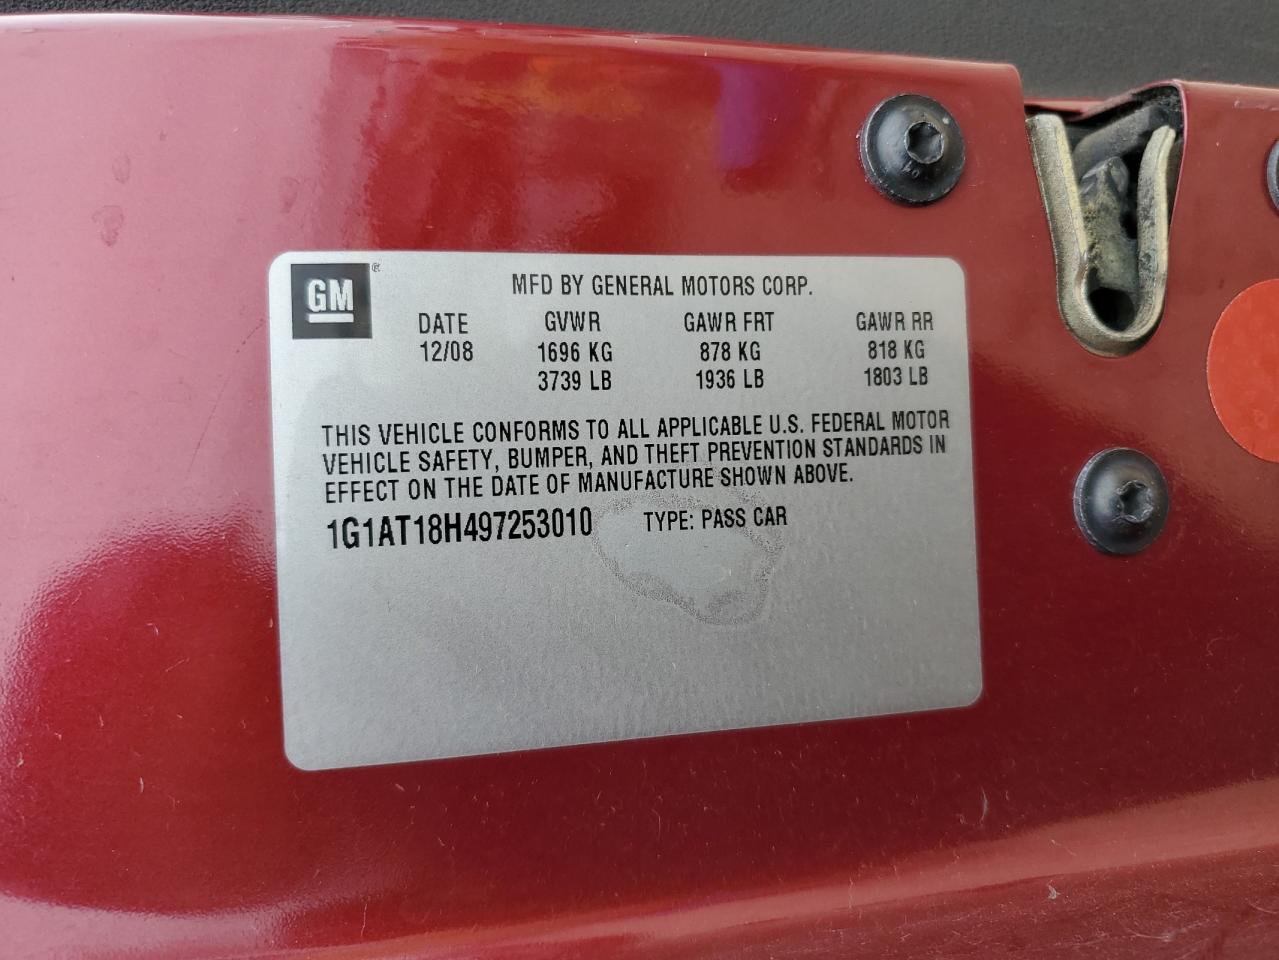 GM®
MFD BY GENERAL MOTORS CORP.
DATE GVWR GAWR FRT GAWR RR
12/08 1696 KG 878 KG 818 KG
3739 LB 1936 LB 1803 LB
THIS VEHICLE CONFORMS TO ALL APPLICABLE U.S. FEDERAL MOTOR
VEHICLE SAFETY, BUMPER, AND THEFT PREVENTION STANDARDS IN
EFFECT ON THE DATE OF MANUFACTURE SHOWN ABOVE.
1G1AT18H497253010 TYPE: PASS CAR